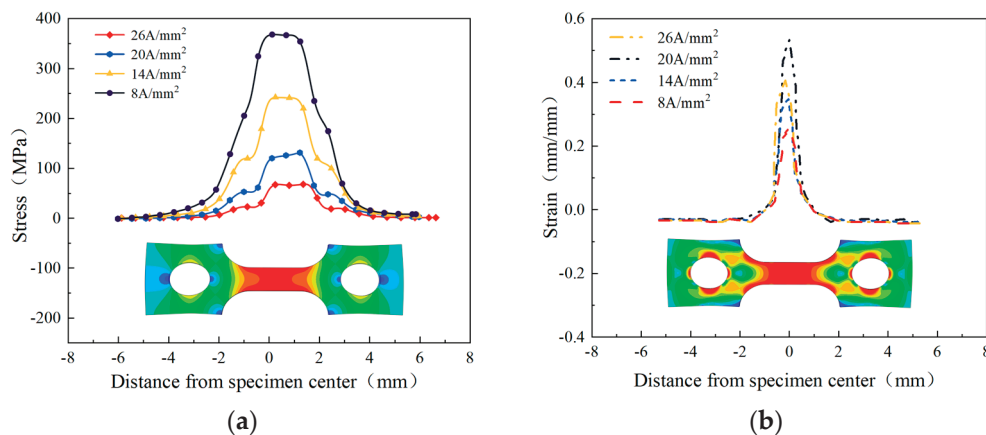 400
300
200
100
0
-100
-200
Stress（MPa）
26A/mm²
20A/mm²
14A/mm²
8A/mm²
-8 -6 -4 -2 0 2 4 6 8
Distance from specimen center（mm）
(a)
0.6
0.4
0.2
0.0
-0.2
-0.4
Strain（mm/mm）
26A/mm²
20A/mm²
14A/mm²
8A/mm²
-8 -6 -4 -2 0 2 4 6 8
Distance from specimen center（mm）
(b)